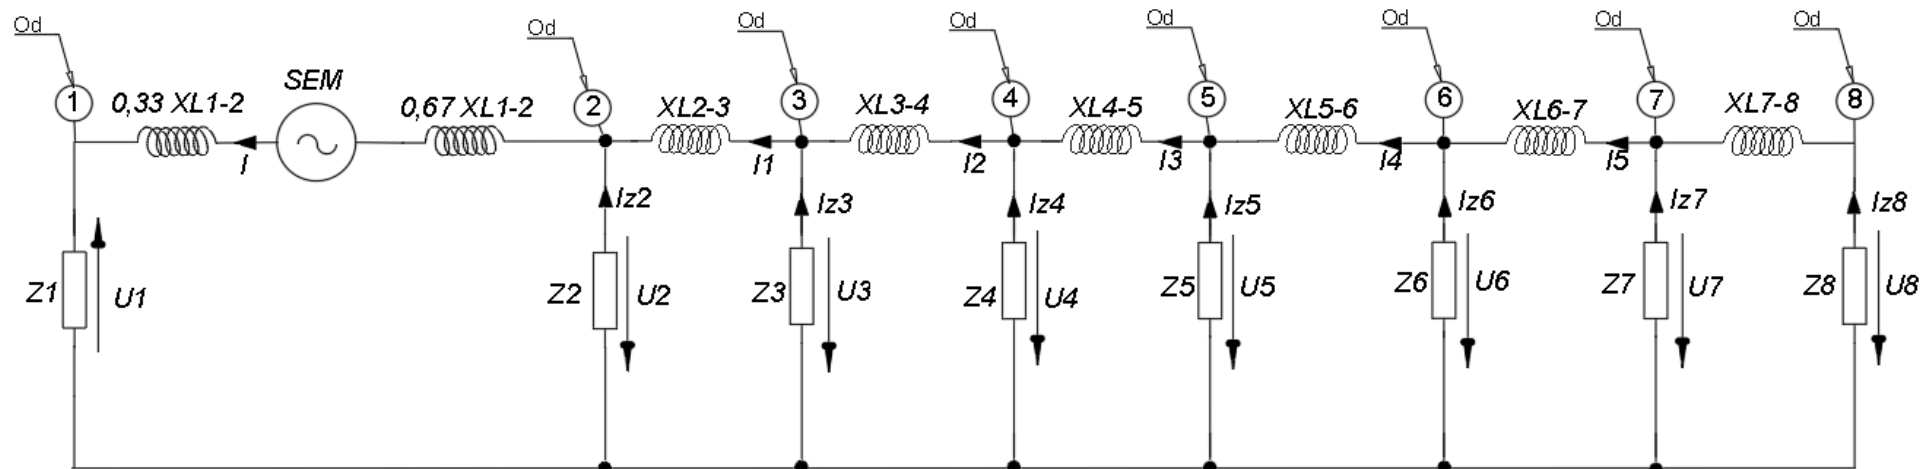 Od Od Od Od Od Od Od Od
1 2 3 4 5 6 7 8
SEM
0,33 XL1-2 0,67 XL1-2 XL2-3 XL3-4 XL4-5 XL5-6 XL6-7 XL7-8
I I1 I2 I3 I4 I5
Iz2 Iz3 Iz4 Iz5 Iz6 Iz7 Iz8
Z1 U1 Z2 U2 Z3 U3 Z4 U4 Z5 U5 Z6 U6 Z7 U7 Z8 U8